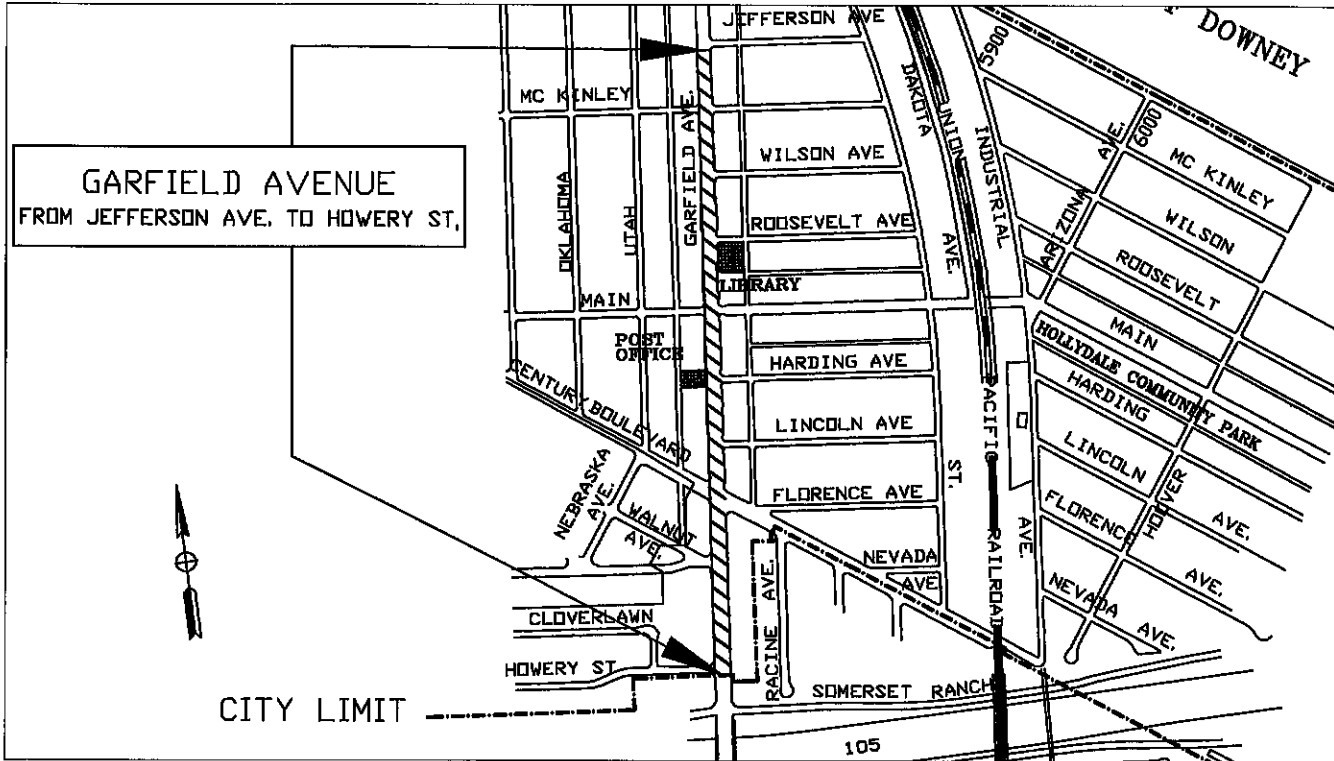 JEFFERSON AVE
DOWNEY
5900
DAKOTA
AVE.
UNION
INDUSTRIAL
MC KINLEY
GARFIELD AVE.
6000
ARIZONA
AVE.
MC KINLEY
WILSON AVE
GARFIELD AVENUE
FROM JEFFERSON AVE. TO HOWERY ST.
OKLAHOMA
UTAH
ROOSEVELT AVE
WILSON
ROOSEVELT
LIBRARY
MAIN
MAIN
POST
OFFICE
HARDING AVE
HOLLYDALE COMMUNITY PARK
HARDING
CENTURY BOULEVARD
PACIFIC
LINCOLN AVE
LINCOLN
NEBRASKA
AVE.
WALNUT
AVE.
FLORENCE AVE
ST.
AVE.
FLORENCE
AVE.
HOOVER
AVE.
NEVADA
AVE
RAILROAD
NEVADA AVE.
CLOVERLAWN
RACINE AVE.
HOWERY ST
SOMERSET RANCH
CITY LIMIT
105